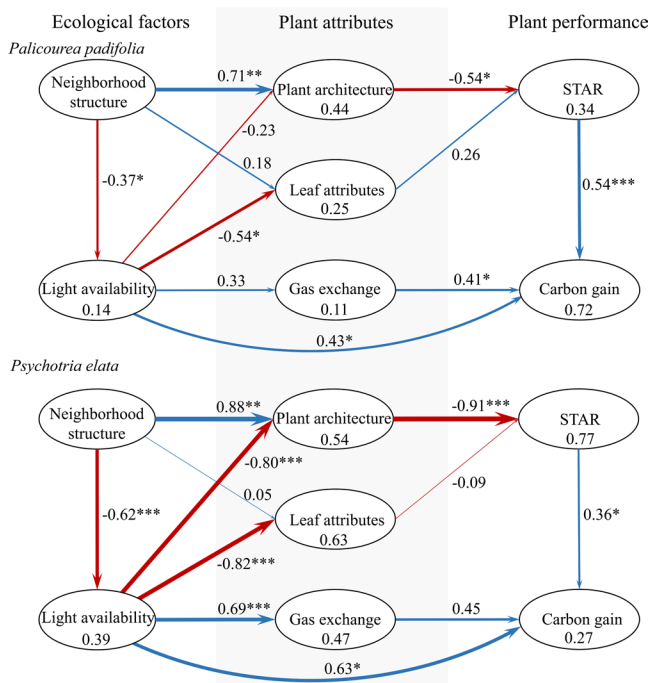 Ecological factors Plant attributes Plant performance
Palicourea padifolia
Neighborhood structure
0.71**
Plant architecture
0.44
-0.54*
STAR
0.34
-0.23
0.18
0.26
-0.37*
Leaf attributes
0.25
0.54***
-0.54*
Light availability
0.14
0.33
Gas exchange
0.11
0.41*
Carbon gain
0.72
0.43*
Psychotria elata
Neighborhood structure
0.88**
Plant architecture
0.54
-0.91***
STAR
0.77
-0.80***
0.05
-0.09
-0.62***
Leaf attributes
0.63
0.36*
-0.82***
Light availability
0.39
0.69***
Gas exchange
0.47
0.45
Carbon gain
0.27
0.63*